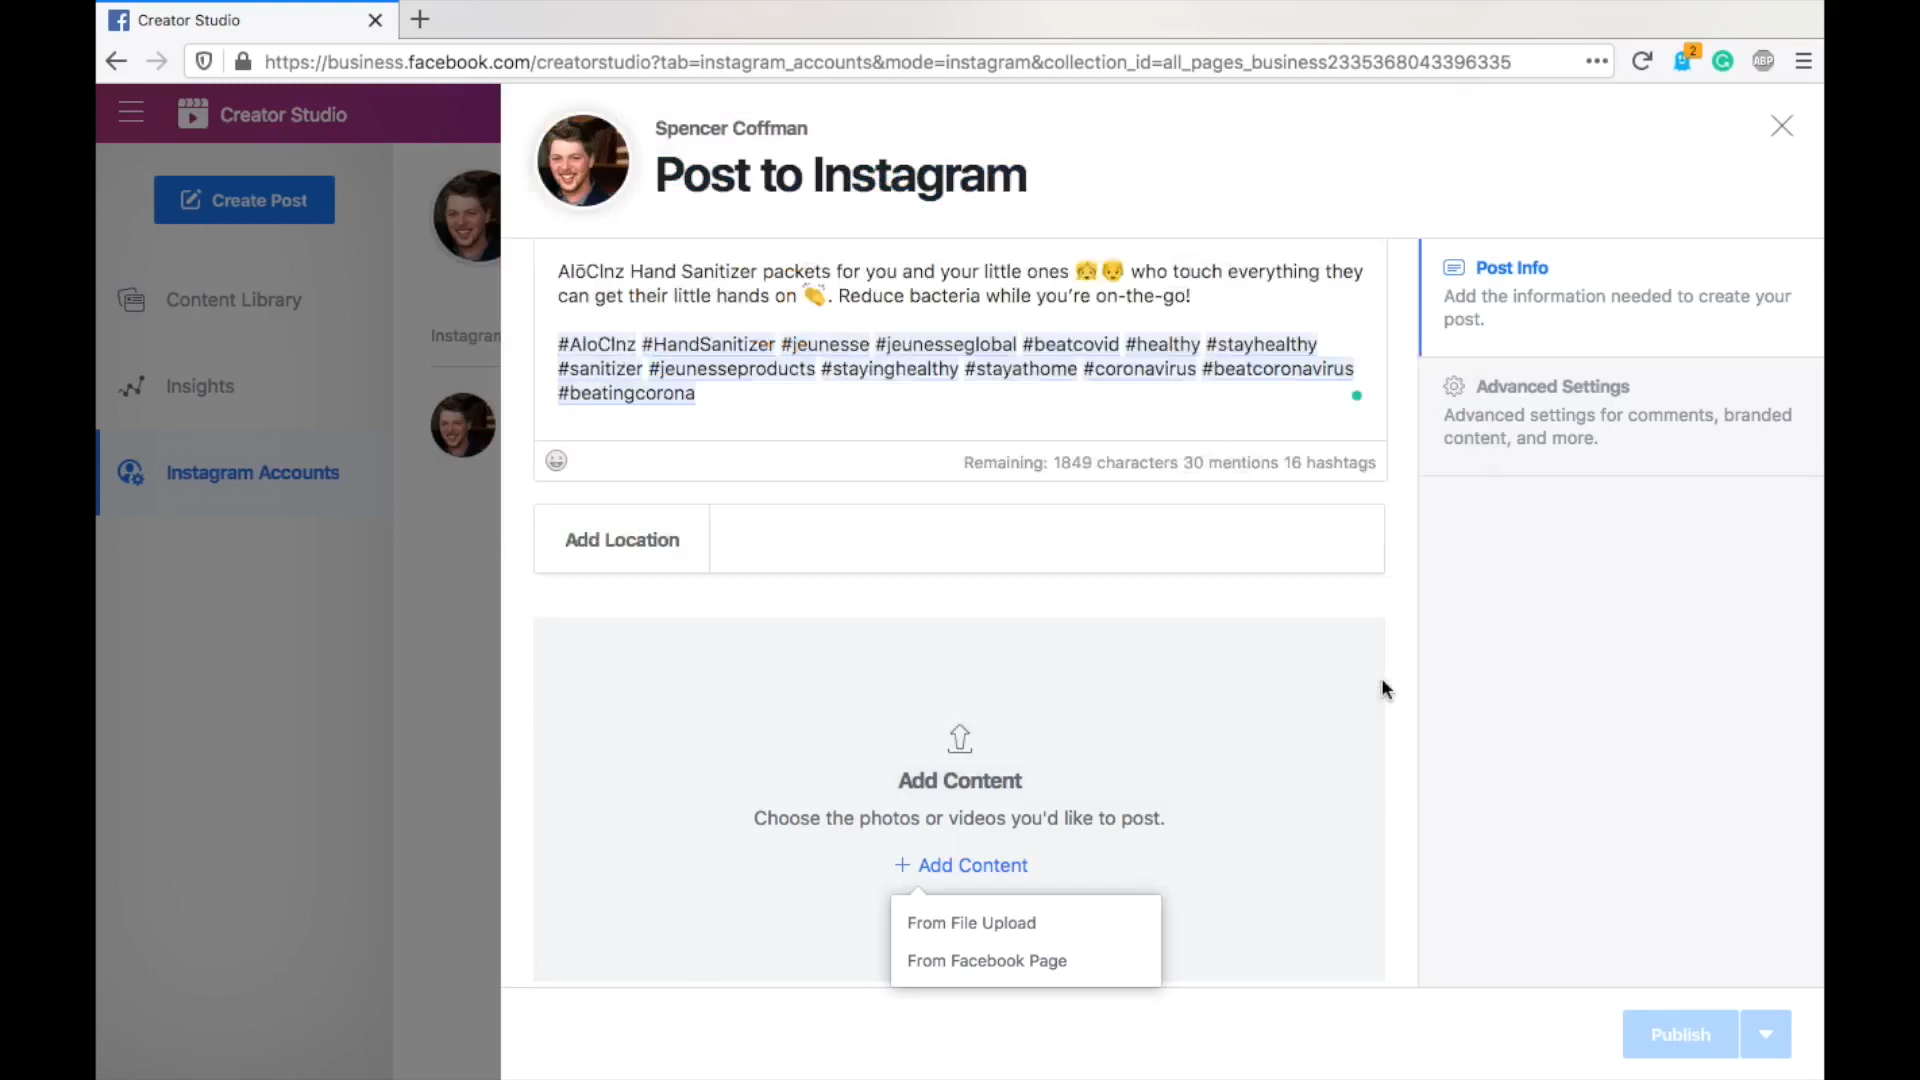 Creator Studio
https://business.facebook.com/creatorstudio?tab=instagram_accounts&mode=instagram&collection_id=all_pages_business2335368043396335
2
ABP
Creator Studio
Create Post
Content Library
Insights
Instagram Accounts
Instagram
Spencer Coffman
Post to Instagram
AlōClnz Hand Sanitizer packets for you and your little ones 👧👦 who touch everything they
can get their little hands on 👏. Reduce bacteria while you’re on-the-go!
#AloClnz #HandSanitizer #jeunesse #jeunesseglobal #beatcovid #healthy #stayhealthy
#sanitizer #jeunesseproducts #stayinghealthy #stayathome #coronavirus #beatcoronavirus
#beatingcorona
Remaining: 1849 characters 30 mentions 16 hashtags
Add Location
Add Content
Choose the photos or videos you'd like to post.
+ Add Content
From File Upload
From Facebook Page
Post Info
Add the information needed to create your
post.
Advanced Settings
Advanced settings for comments, branded
content, and more.
Publish